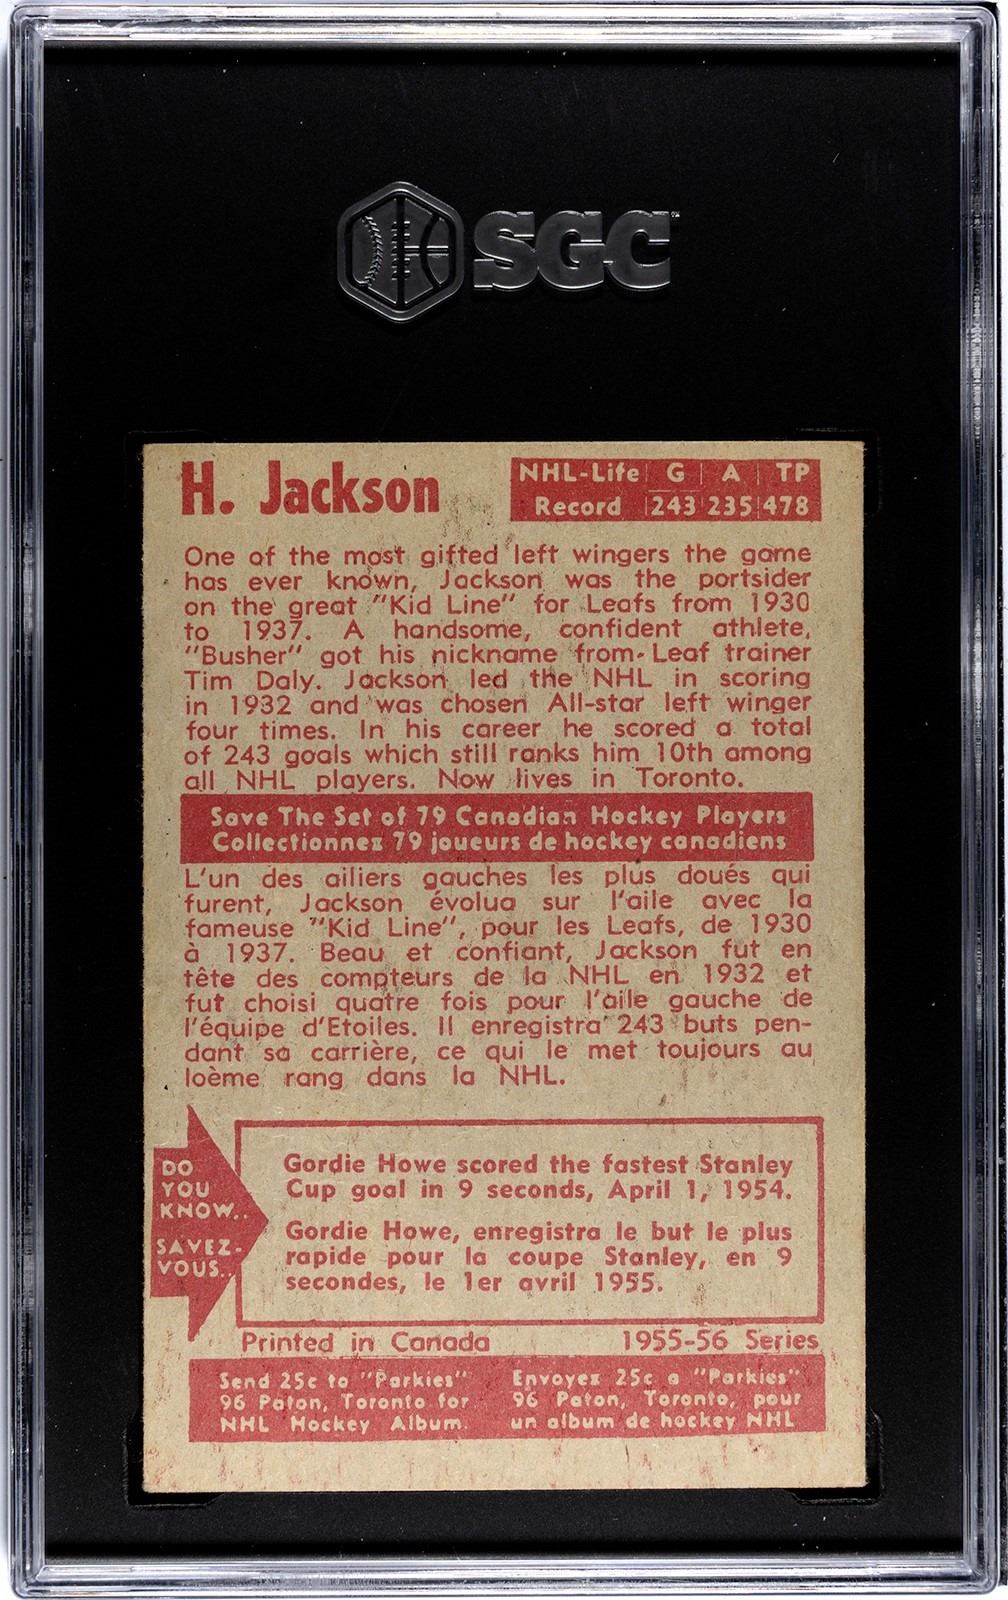 SGC™
H. Jackson
NHL-Life G A TP
Record 243 235 478
One of the most gifted left wingers the game
has ever known, Jackson was the portsider
on the great "Kid Line" for Leafs from 1930
to 1937. A handsome, confident athlete,
"Busher" got his nickname from Leaf trainer
Tim Daly. Jackson led the NHL in scoring
in 1932 and was chosen All-star left winger
four times. In his career he scored a total
of 243 goals which still ranks him 10th among
all NHL players. Now lives in Toronto.
Save The Set of 79 Canadian Hockey Players
Collectionnez 79 joueurs de hockey canadiens
L'un des ailiers gauches les plus doués qui
furent, Jackson évolua sur l'aile avec la
fameuse "Kid Line", pour les Leafs, de 1930
à 1937. Beau et confiant, Jackson fut en
tête des compteurs de la NHL en 1932 et
fut choisi quatre fois pour l'aile gauche de
l'équipe d'Etoiles. Il enregistra 243 buts pen-
dant sa carrière, ce qui le met toujours au
loème rang dans la NHL.
DO
YOU
KNOW..
SAVEZ-
VOUS..
Gordie Howe scored the fastest Stanley
Cup goal in 9 seconds, April 1, 1954.
Gordie Howe, enregistra le but le plus
rapide pour la coupe Stanley, en 9
secondes, le 1er avril 1955.
Printed in Canada 1955-56 Series
Send 25c to "Parkies"
96 Paton, Toronto for
NHL Hockey Album.
Envoyez 25c a "Parkies"
96 Paton, Toronto, pour
un album de hockey NHL